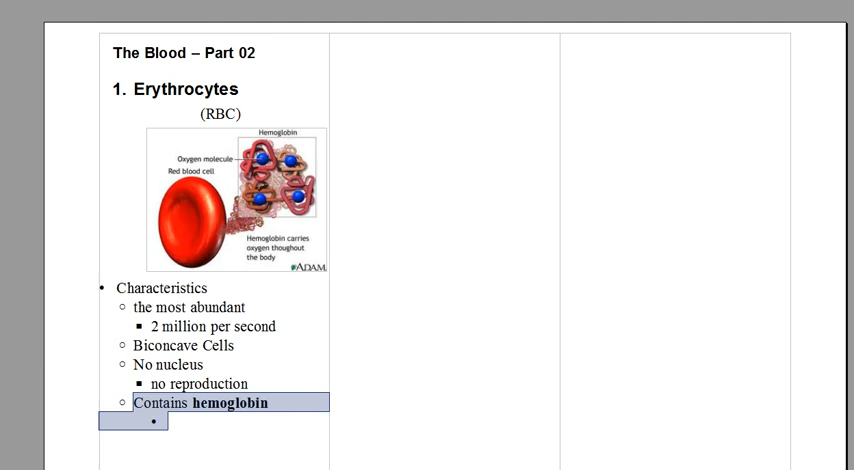 The Blood – Part 02
1. Erythrocytes
(RBC)
Hemoglobin
Oxygen molecule
Red blood cell
Hemoglobin carries
oxygen thoughout
the body
ADAM.
• Characteristics
○ the most abundant
▪ 2 million per second
○ Biconcave Cells
○ No nucleus
▪ no reproduction
○ Contains hemoglobin
•